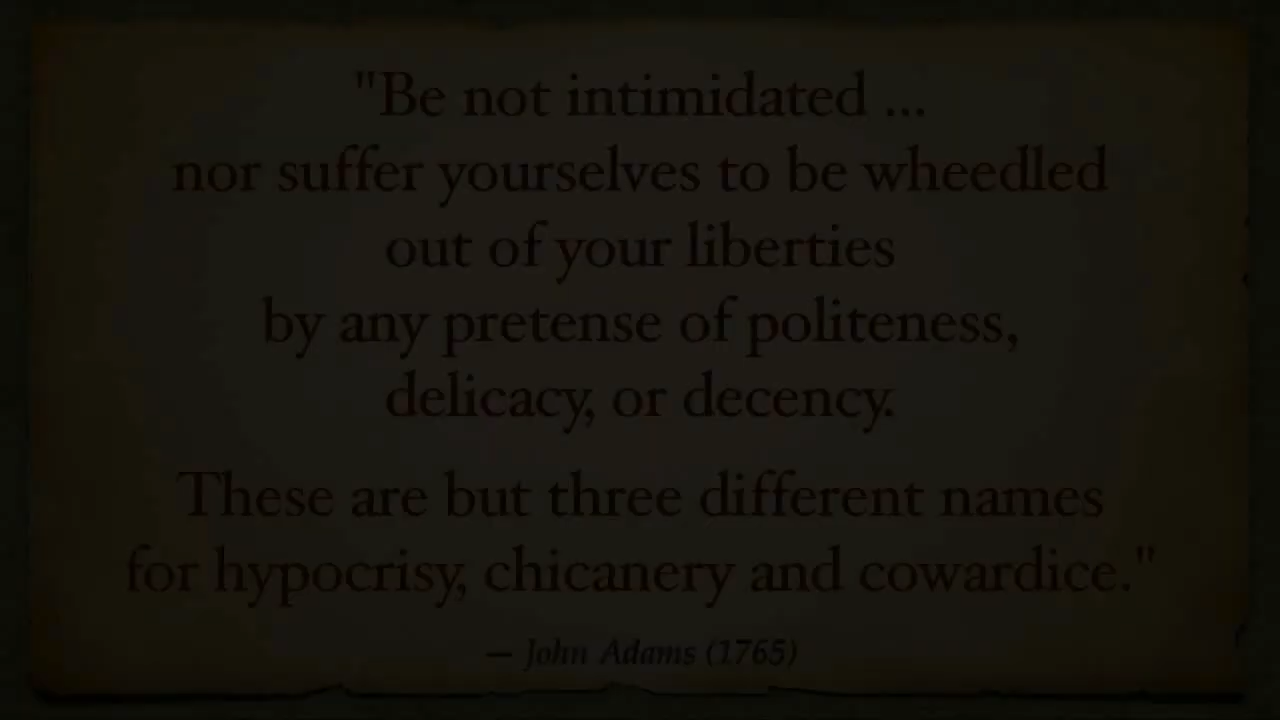 "Be not intimidated ...
nor suffer yourselves to be wheedled
out of your liberties
by any pretense of politeness,
delicacy, or decency.
These are but three different names
for hypocrisy, chicanery and cowardice."
— John Adams (1765)